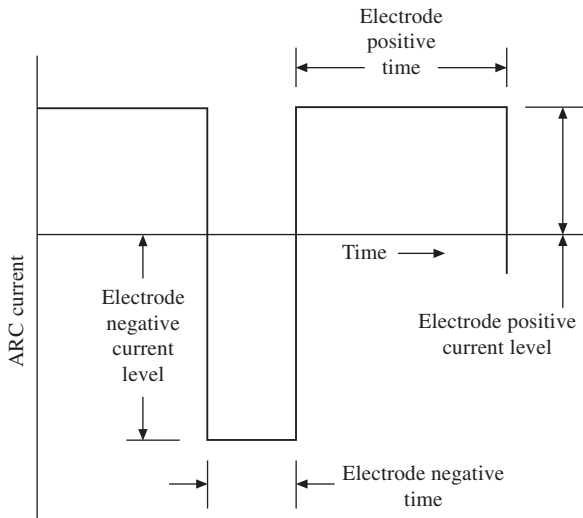 Electrode
positive
time
Time
Electrode
negative
current
level
Electrode positive
current level
ARC current
Electrode negative
time